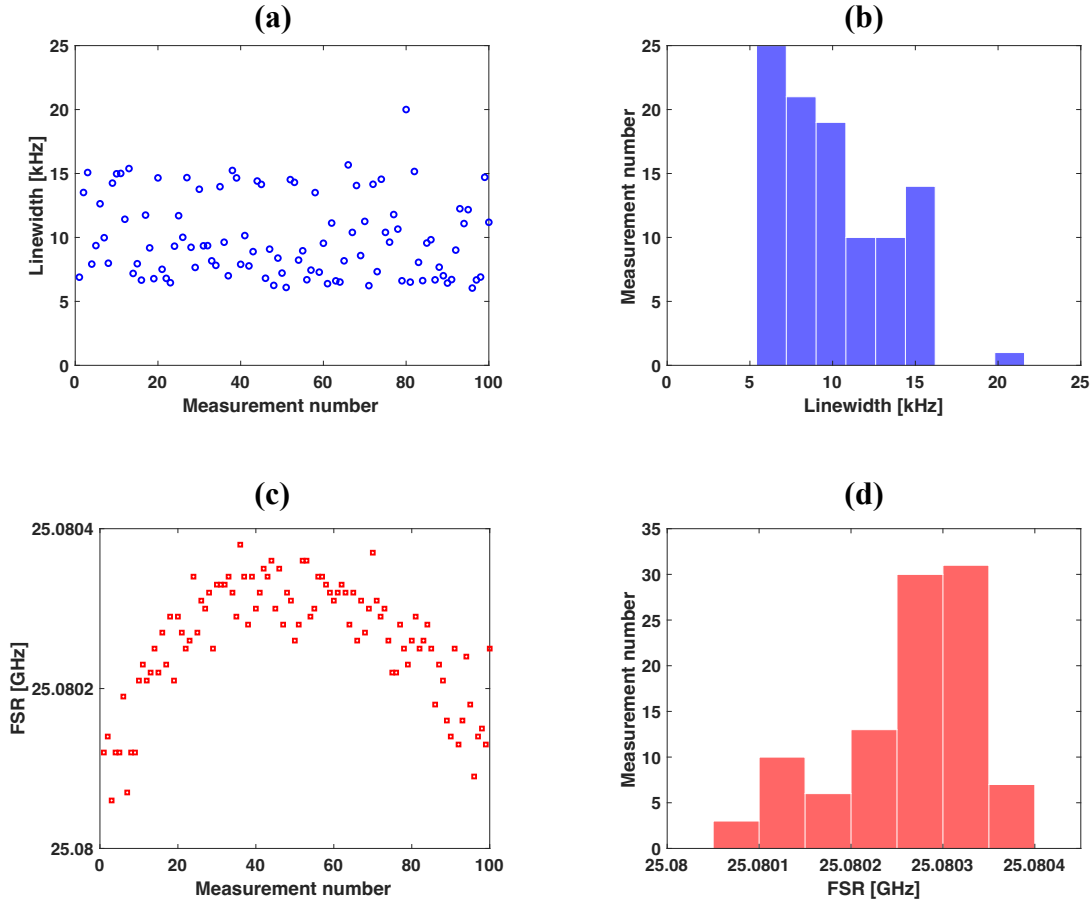 (a)
25
20
15
10
5
0
0 20 40 60 80 100
Linewidth [kHz]
Measurement number
(b)
25
20
15
10
5
0
0 5 10 15 20 25
Measurement number
Linewidth [kHz]
(c)
25.0804
25.0802
25.08
0 20 40 60 80 100
FSR [GHz]
Measurement number
(d)
35
30
25
20
15
10
5
0
25.08 25.0801 25.0802 25.0803 25.0804
Measurement number
FSR [GHz]